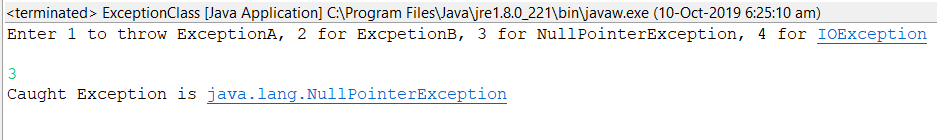 <terminated> ExceptionClass [Java Application] C:\Program Files\Java\jre1.8.0_221\bin\javaw.exe (10-Oct-2019 6:25:10 am)
Enter 1 to throw ExceptionA, 2 for ExcpetionB, 3 for NullPointerException, 4 for IOException
3
Caught Exception is java.lang.NullPointerException